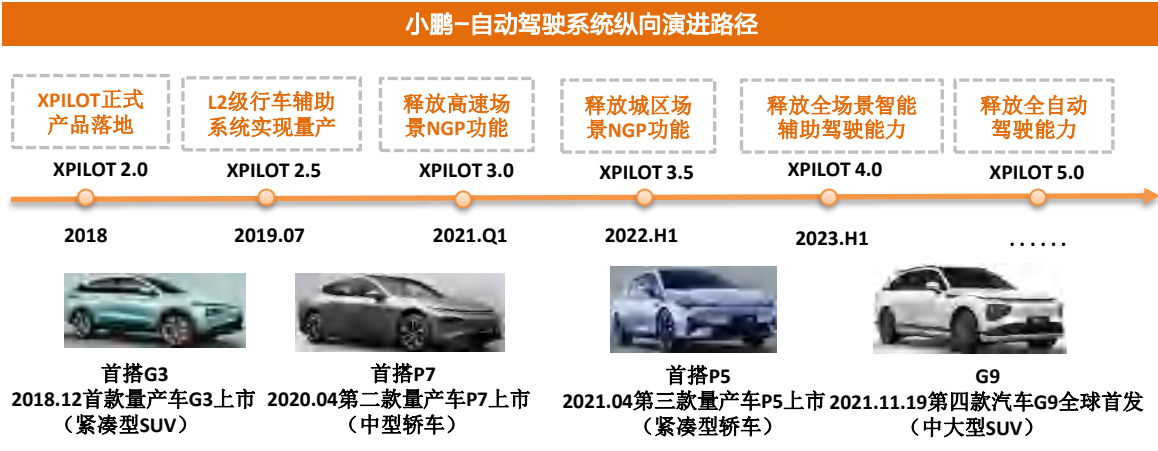 小鹏-自动驾驶系统纵向演进路径
XPILOT正式
产品落地
L2级行车辅助
系统实现量产
释放高速场
景NGP功能
释放城区场
景NGP功能
释放全场景智能
辅助驾驶能力
释放全自动
驾驶能力
XPILOT 2.0
XPILOT 2.5
XPILOT 3.0
XPILOT 3.5
XPILOT 4.0
XPILOT 5.0
2018
2019.07
2021.Q1
2022.H1
2023.H1
......
首搭G3
2018.12首款量产车G3上市
（紧凑型SUV）
首搭P7
2020.04第二款量产车P7上市
（中型轿车）
首搭P5
2021.04第三款量产车P5上市
（紧凑型轿车）
G9
2021.11.19第四款汽车G9全球首发
（中大型SUV）